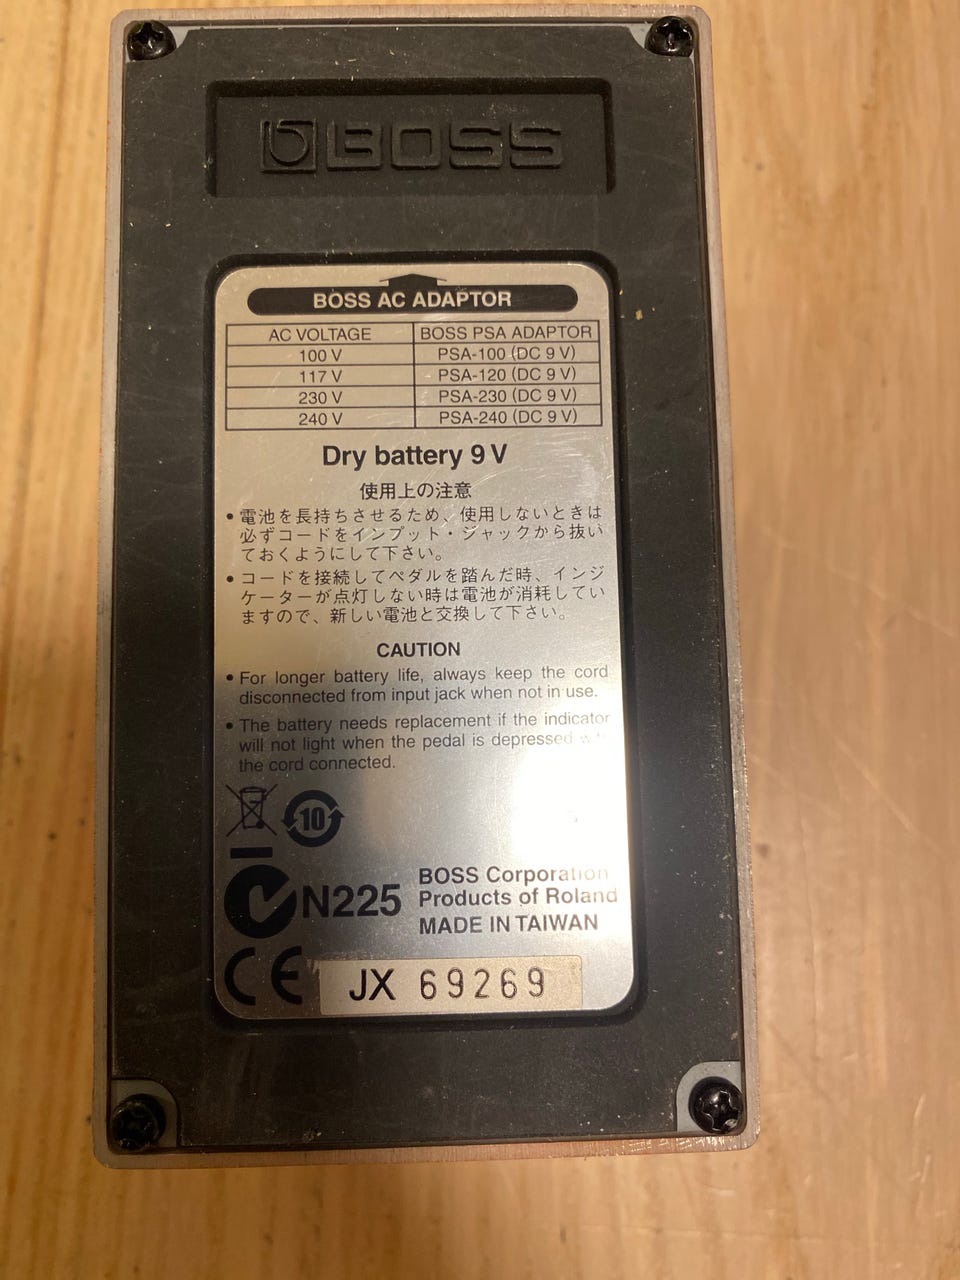 BOSS
BOSS AC ADAPTOR
AC VOLTAGE BOSS PSA ADAPTOR
100 V PSA-100 (DC 9 V)
117 V PSA-120 (DC 9 V)
230 V PSA-230 (DC 9 V)
240 V PSA-240 (DC 9 V)
Dry battery 9 V
使用上の注意
• 電池を長持ちさせるため、使用しないときは
必ずコードをインプット・ジャックから抜い
ておくようにして下さい。
• コードを接続してペダルを踏んだ時、インジ
ケーターが点灯しない時は電池が消耗してい
ますので、新しい電池と交換して下さい。
CAUTION
• For longer battery life, always keep the cord
disconnected from input jack when not in use.
• The battery needs replacement if the indicator
will not light when the pedal is depressed
the cord connected.
10
N225
BOSS Corporation
Products of Roland
MADE IN TAIWAN
CE
JX 69269